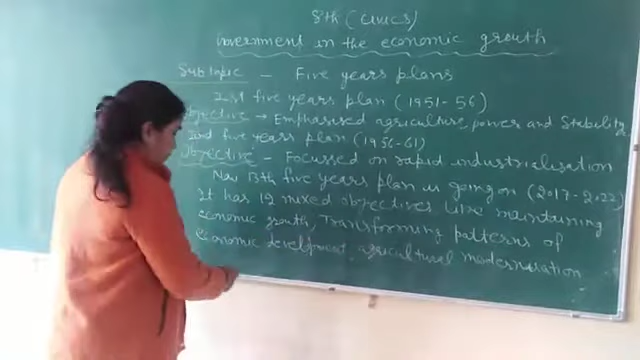 8th (civics)
Government in the economic growth
Sub topic - Five years plans
Ist five years plan (1951-56)
Objective → Emphasised agriculture, power and Stability
2nd five years plan (1956-61)
Objective - Focussed on rapid industrialisation
Now 13th five years plan is going on (2017-2022)
It has 12 mixed objectives like maintaining
economic growth, Transforming patterns of
economic development, agricultural modernisation